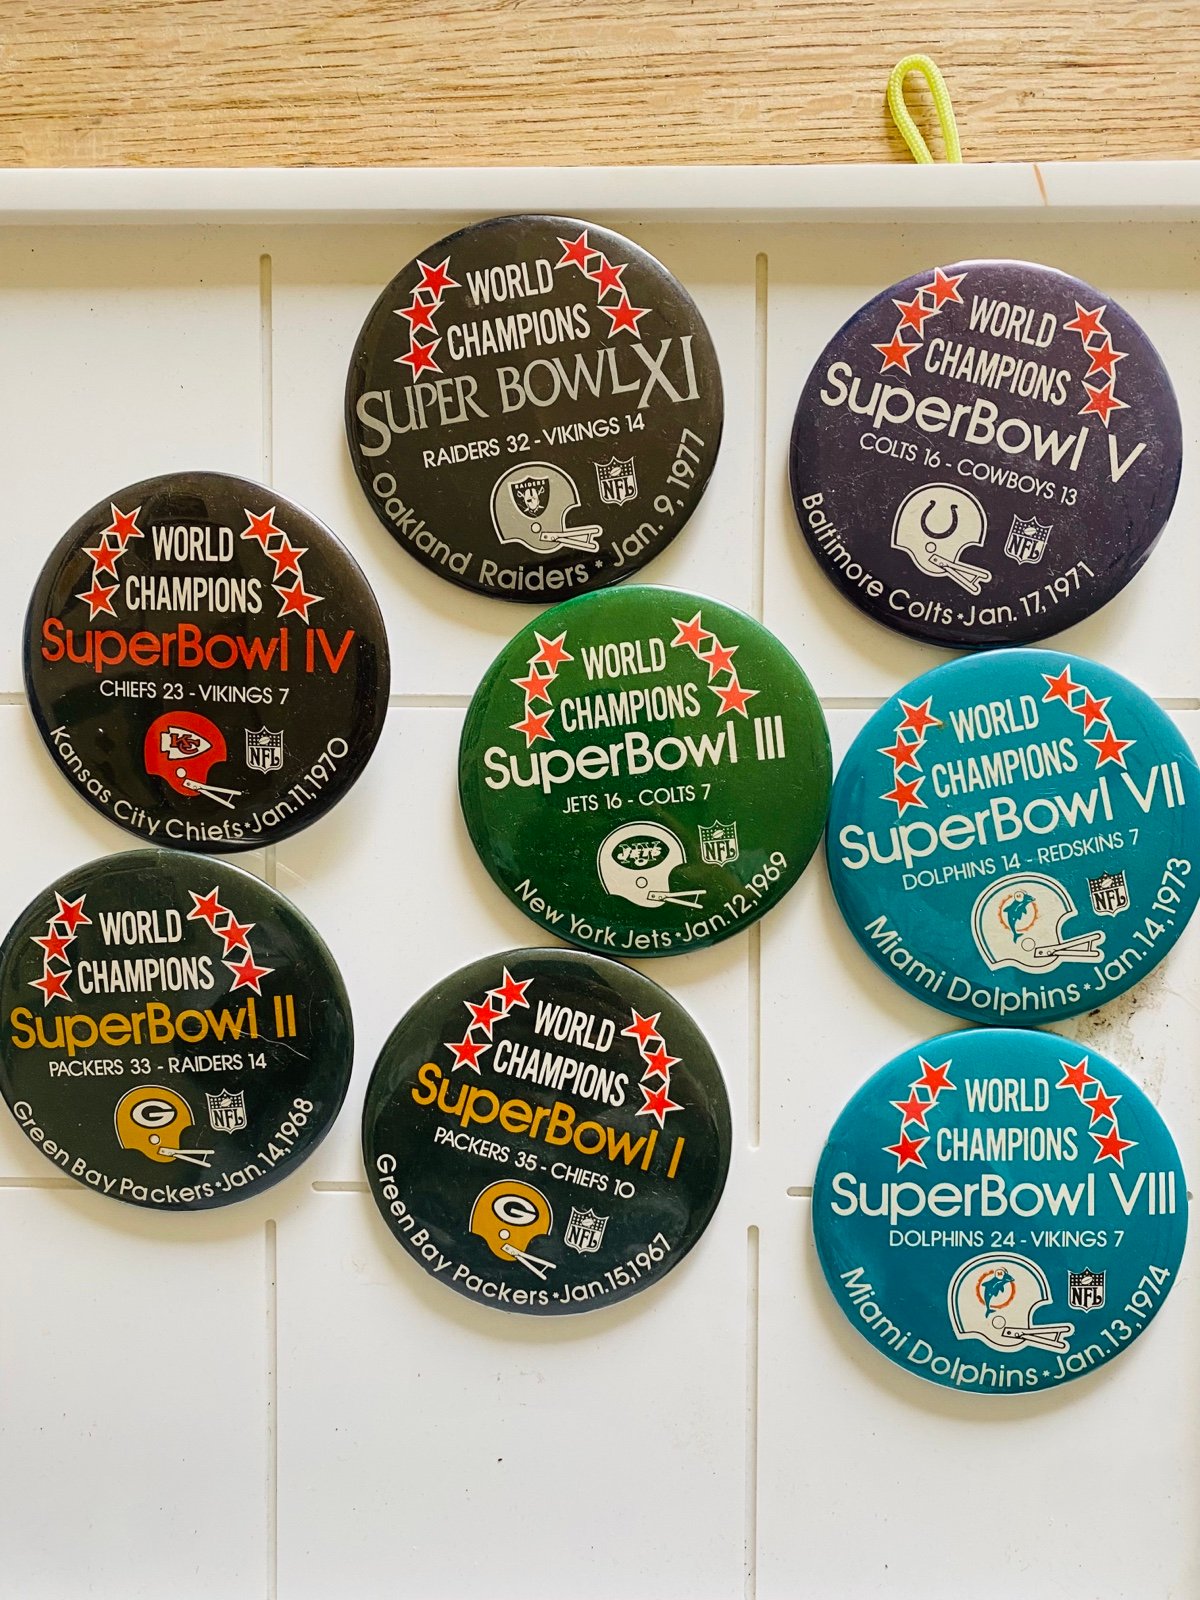 WORLD
CHAMPIONS
SUPER BOWL XI
RAIDERS 32 - VIKINGS 14
RAIDERS
NFL
Oakland Raiders * Jan. 9, 1977
WORLD
CHAMPIONS
SuperBowl V
COLTS 16 - COWBOYS 13
NFL
Baltimore Colts * Jan. 17, 1971
WORLD
CHAMPIONS
SuperBowl IV
CHIEFS 23 - VIKINGS 7
KC
NFL
Kansas City Chiefs * Jan. 11, 1970
WORLD
CHAMPIONS
SuperBowl III
JETS 16 - COLTS 7
JETS
NFL
New York Jets * Jan. 12, 1969
WORLD
CHAMPIONS
SuperBowl VII
DOLPHINS 14 - REDSKINS 7
NFL
Miami Dolphins * Jan. 14, 1973
WORLD
CHAMPIONS
SuperBowl II
PACKERS 33 - RAIDERS 14
G
NFL
Green Bay Packers * Jan. 14, 1968
WORLD
CHAMPIONS
SuperBowl I
PACKERS 35 - CHIEFS 10
G
NFL
Green Bay Packers * Jan. 15, 1967
WORLD
CHAMPIONS
SuperBowl VIII
DOLPHINS 24 - VIKINGS 7
M
NFL
Miami Dolphins * Jan. 13, 1974